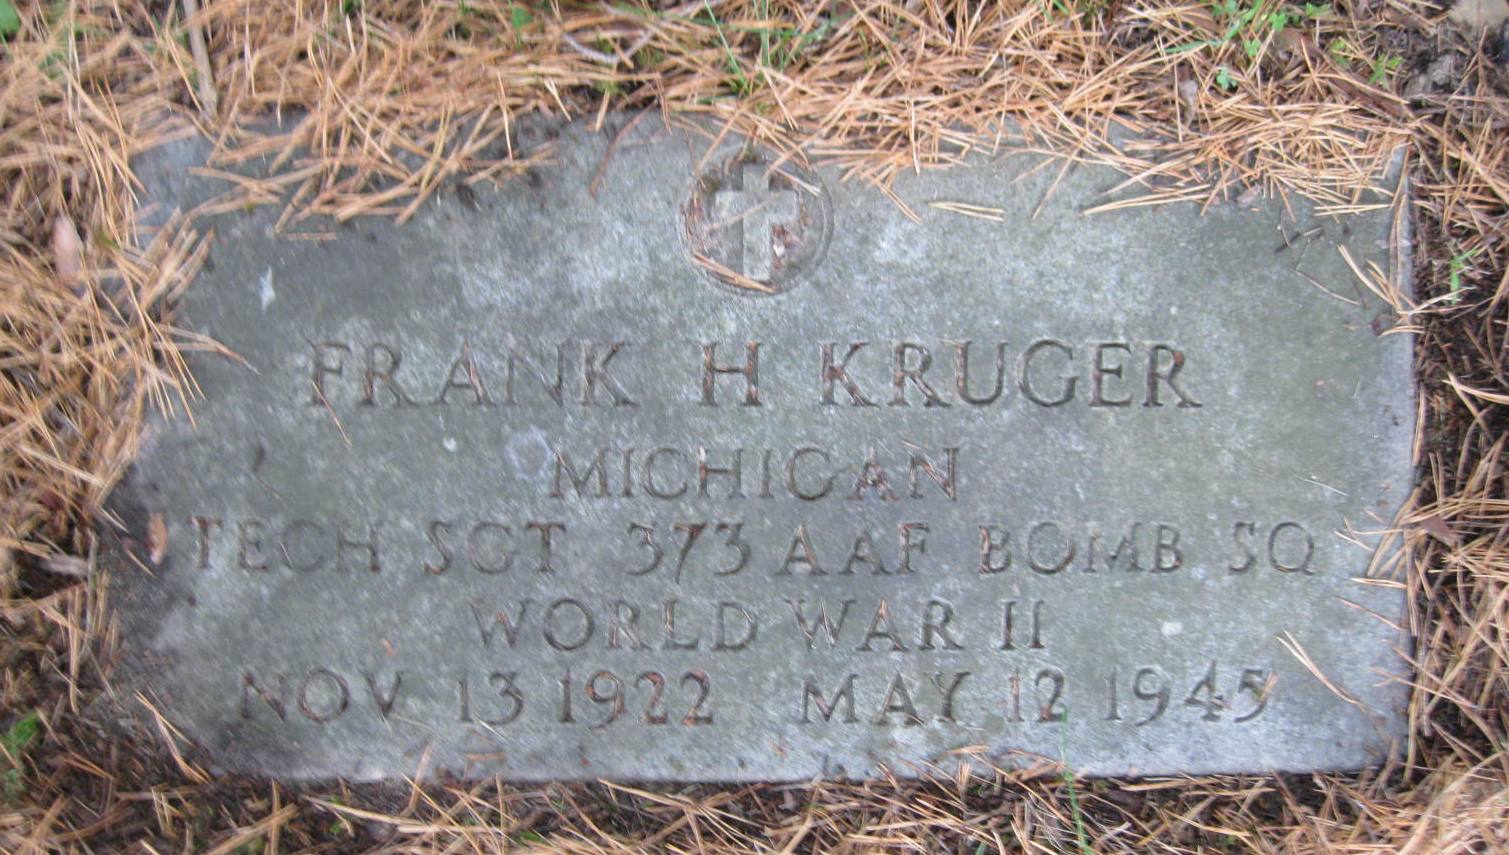 FRANK H KRUGER
MICHIGAN
TECH SGT 373 AAF BOMB SQ
WORLD WAR II
NOV 13 1922 MAY 12 1945